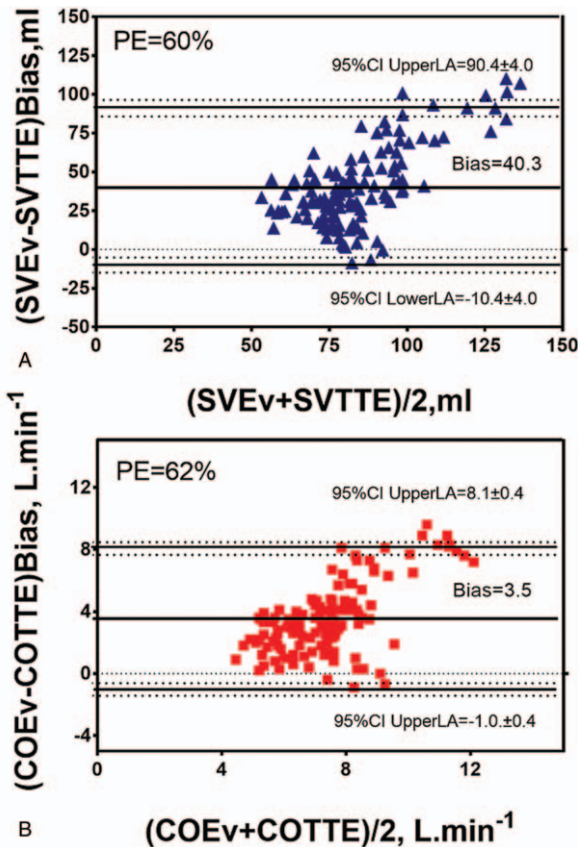 150
125
100
75
50
25
0
-25
-50
(SVEv-SVTTE)Bias,ml
PE=60%
95%CI UpperLA=90.4±4.0
Bias=40.3
95%CI LowerLA=-10.4±4.0
0 25 50 75 100 125 150
A
(SVEv+SVTTE)/2,ml
12
8
4
0
-4
(COEv-COTTE)Bias, L.min⁻¹
PE=62%
95%CI UpperLA=8.1±0.4
Bias=3.5
95%CI LowerLA=-1.0.±0.4
0 4 8 12
B
(COEv+COTTE)/2, L.min⁻¹